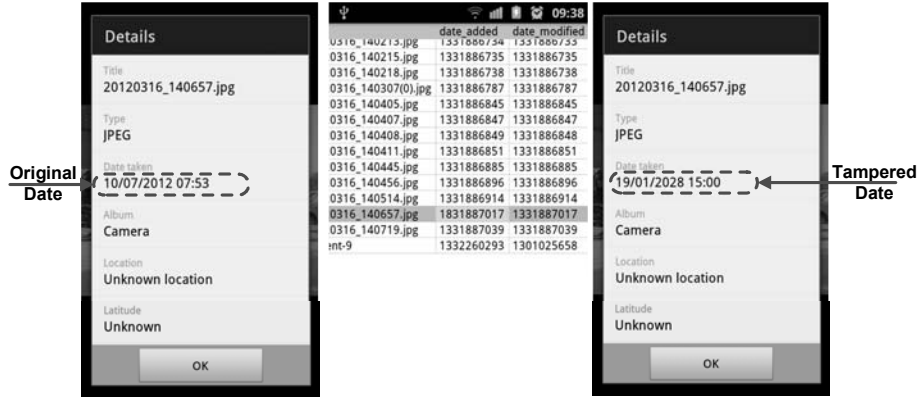 Original
Date
Details
Title
20120316_140657.jpg
Type
JPEG
Date taken
10/07/2012 07:53
Album
Camera
Location
Unknown location
Latitude
Unknown
OK
09:38
date_added date_modified
0316_140213.jpg 1331886734 1331886733
0316_140215.jpg 1331886735 1331886735
0316_140218.jpg 1331886738 1331886738
0316_140307(0).jpg 1331886787 1331886787
0316_140405.jpg 1331886845 1331886845
0316_140407.jpg 1331886847 1331886847
0316_140408.jpg 1331886849 1331886848
0316_140411.jpg 1331886851 1331886851
0316_140445.jpg 1331886885 1331886885
0316_140456.jpg 1331886896 1331886896
0316_140514.jpg 1331886914 1331886914
0316_140657.jpg 1831887017 1331887017
0316_140719.jpg 1331887039 1331887039
ent-9 1332260293 1301025658
Details
Title
20120316_140657.jpg
Type
JPEG
Date taken
19/01/2028 15:00
Album
Camera
Location
Unknown location
Latitude
Unknown
OK
Tampered
Date